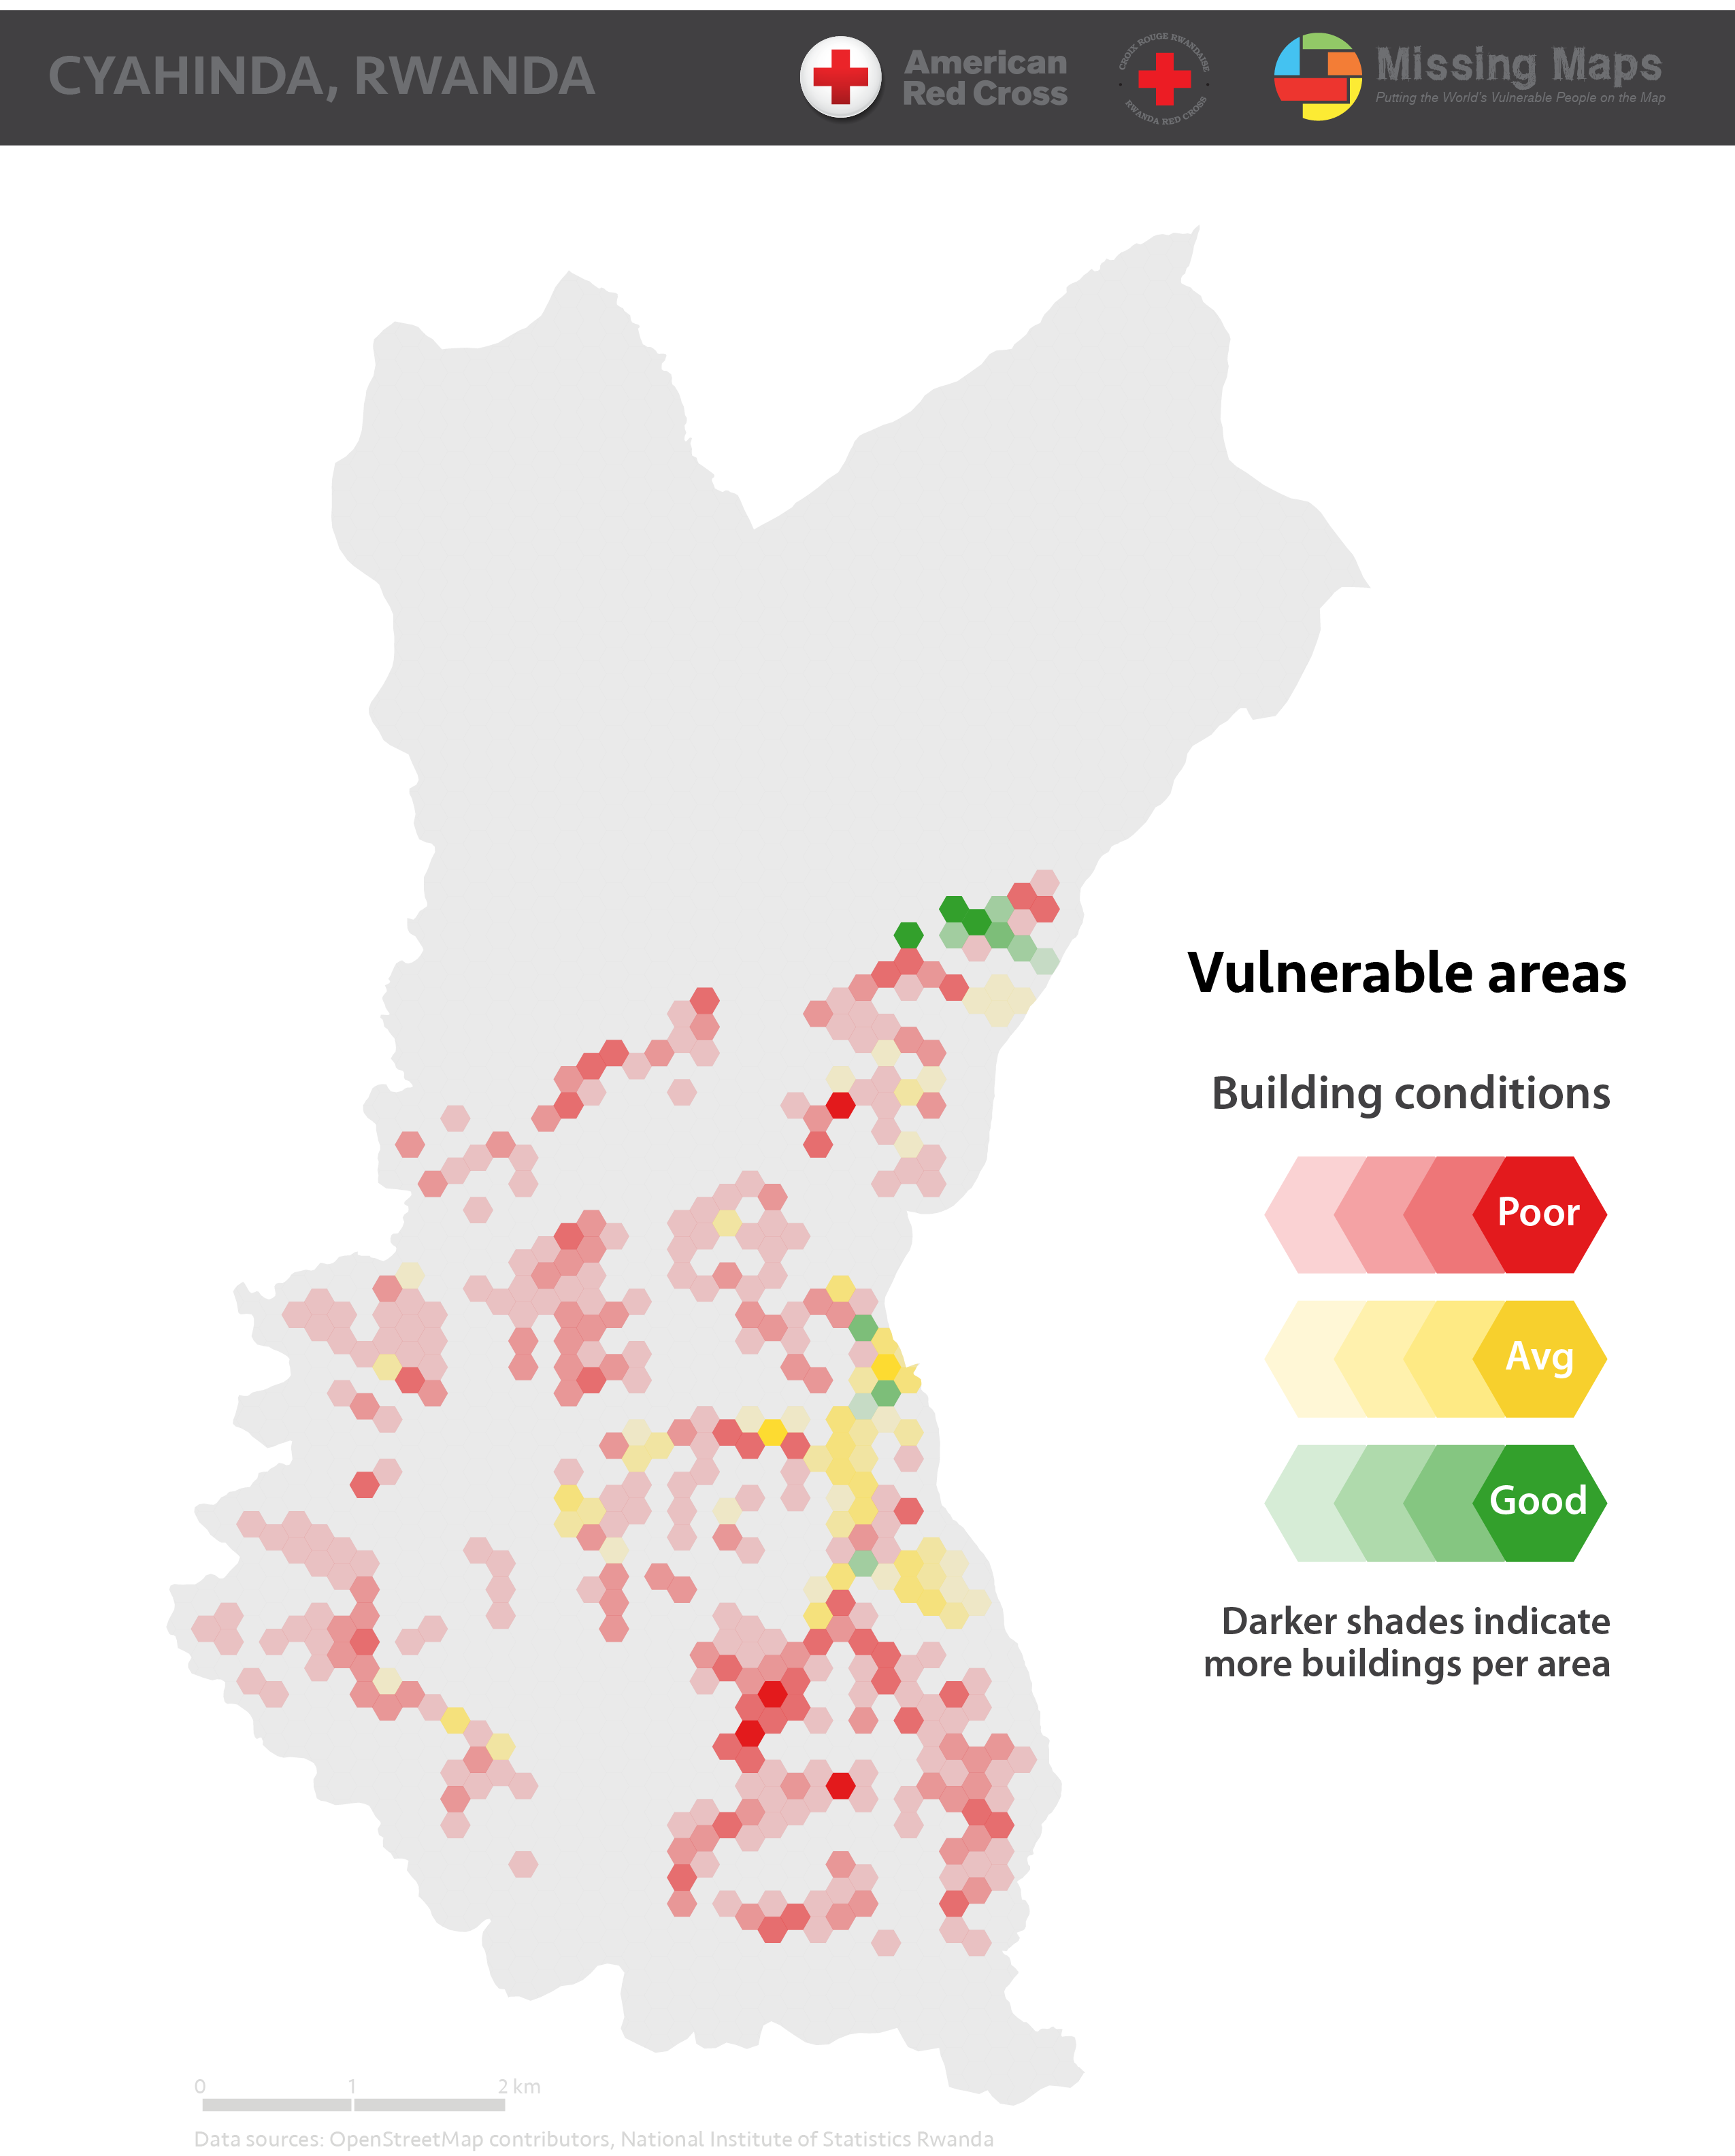 CYAHINDA, RWANDA
American
Red Cross
CROIX ROUGE RWANDAISE
RWANDA RED CROSS
Missing Maps
Putting the World's Vulnerable People on the Map
Vulnerable areas
Building conditions
Poor
Avg
Good
Darker shades indicate
more buildings per area
0 1 2 km
Data sources: OpenStreetMap contributors, National Institute of Statistics Rwanda